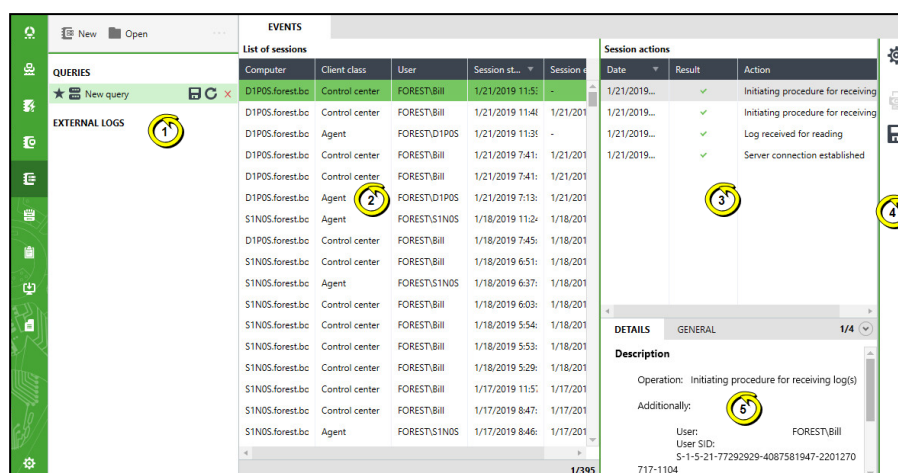 New Open ...
EVENTS
List of sessions
Session actions
QUERIES
New query
EXTERNAL LOGS
Computer Client class User Session st... Session e
D1P0S.forest.bc Control center FOREST\Bill 1/21/2019 11:5 -
D1P0S.forest.bc Control center FOREST\Bill 1/21/2019 11:4 1/21/201
D1P0S.forest.bc Agent FOREST\D1P0S 1/21/2019 11:3 -
D1P0S.forest.bc Control center FOREST\Bill 1/21/2019 7:41: 1/21/201
D1P0S.forest.bc Control center FOREST\Bill 1/21/2019 7:41: 1/21/201
D1P0S.forest.bc Agent FOREST\D1P0S 1/21/2019 7:13: 1/21/201
S1N0S.forest.bc Agent FOREST\S1N0S 1/18/2019 11:2 1/18/201
S1N0S.forest.bc Control center FOREST\Bill 1/18/2019 7:45: 1/18/201
S1N0S.forest.bc Control center FOREST\Bill 1/18/2019 6:51: 1/18/201
S1N0S.forest.bc Agent FOREST\S1N0S 1/18/2019 6:37: 1/18/201
S1N0S.forest.bc Control center FOREST\Bill 1/18/2019 6:03: 1/18/201
S1N0S.forest.bc Control center FOREST\Bill 1/18/2019 5:54: 1/18/201
S1N0S.forest.bc Control center FOREST\Bill 1/18/2019 5:53: 1/18/201
S1N0S.forest.bc Control center FOREST\Bill 1/18/2019 5:29: 1/18/201
S1N0S.forest.bc Control center FOREST\Bill 1/17/2019 11:5 1/17/201
S1N0S.forest.bc Control center FOREST\Bill 1/17/2019 8:47: 1/17/201
S1N0S.forest.bc Agent FOREST\S1N0S 1/17/2019 8:46: 1/17/201
1/395
Date Result Action
1/21/2019... Initiating procedure for receiving
1/21/2019... Initiating procedure for receiving
1/21/2019... Log received for reading
1/21/2019... Server connection established
DETAILS GENERAL 1/4
Description
Operation: Initiating procedure for receiving log(s)
Additionally:
User: FOREST\Bill
User SID:
S-1-5-21-77292929-4087581947-2201270
717-1104
1
2
3
4
5